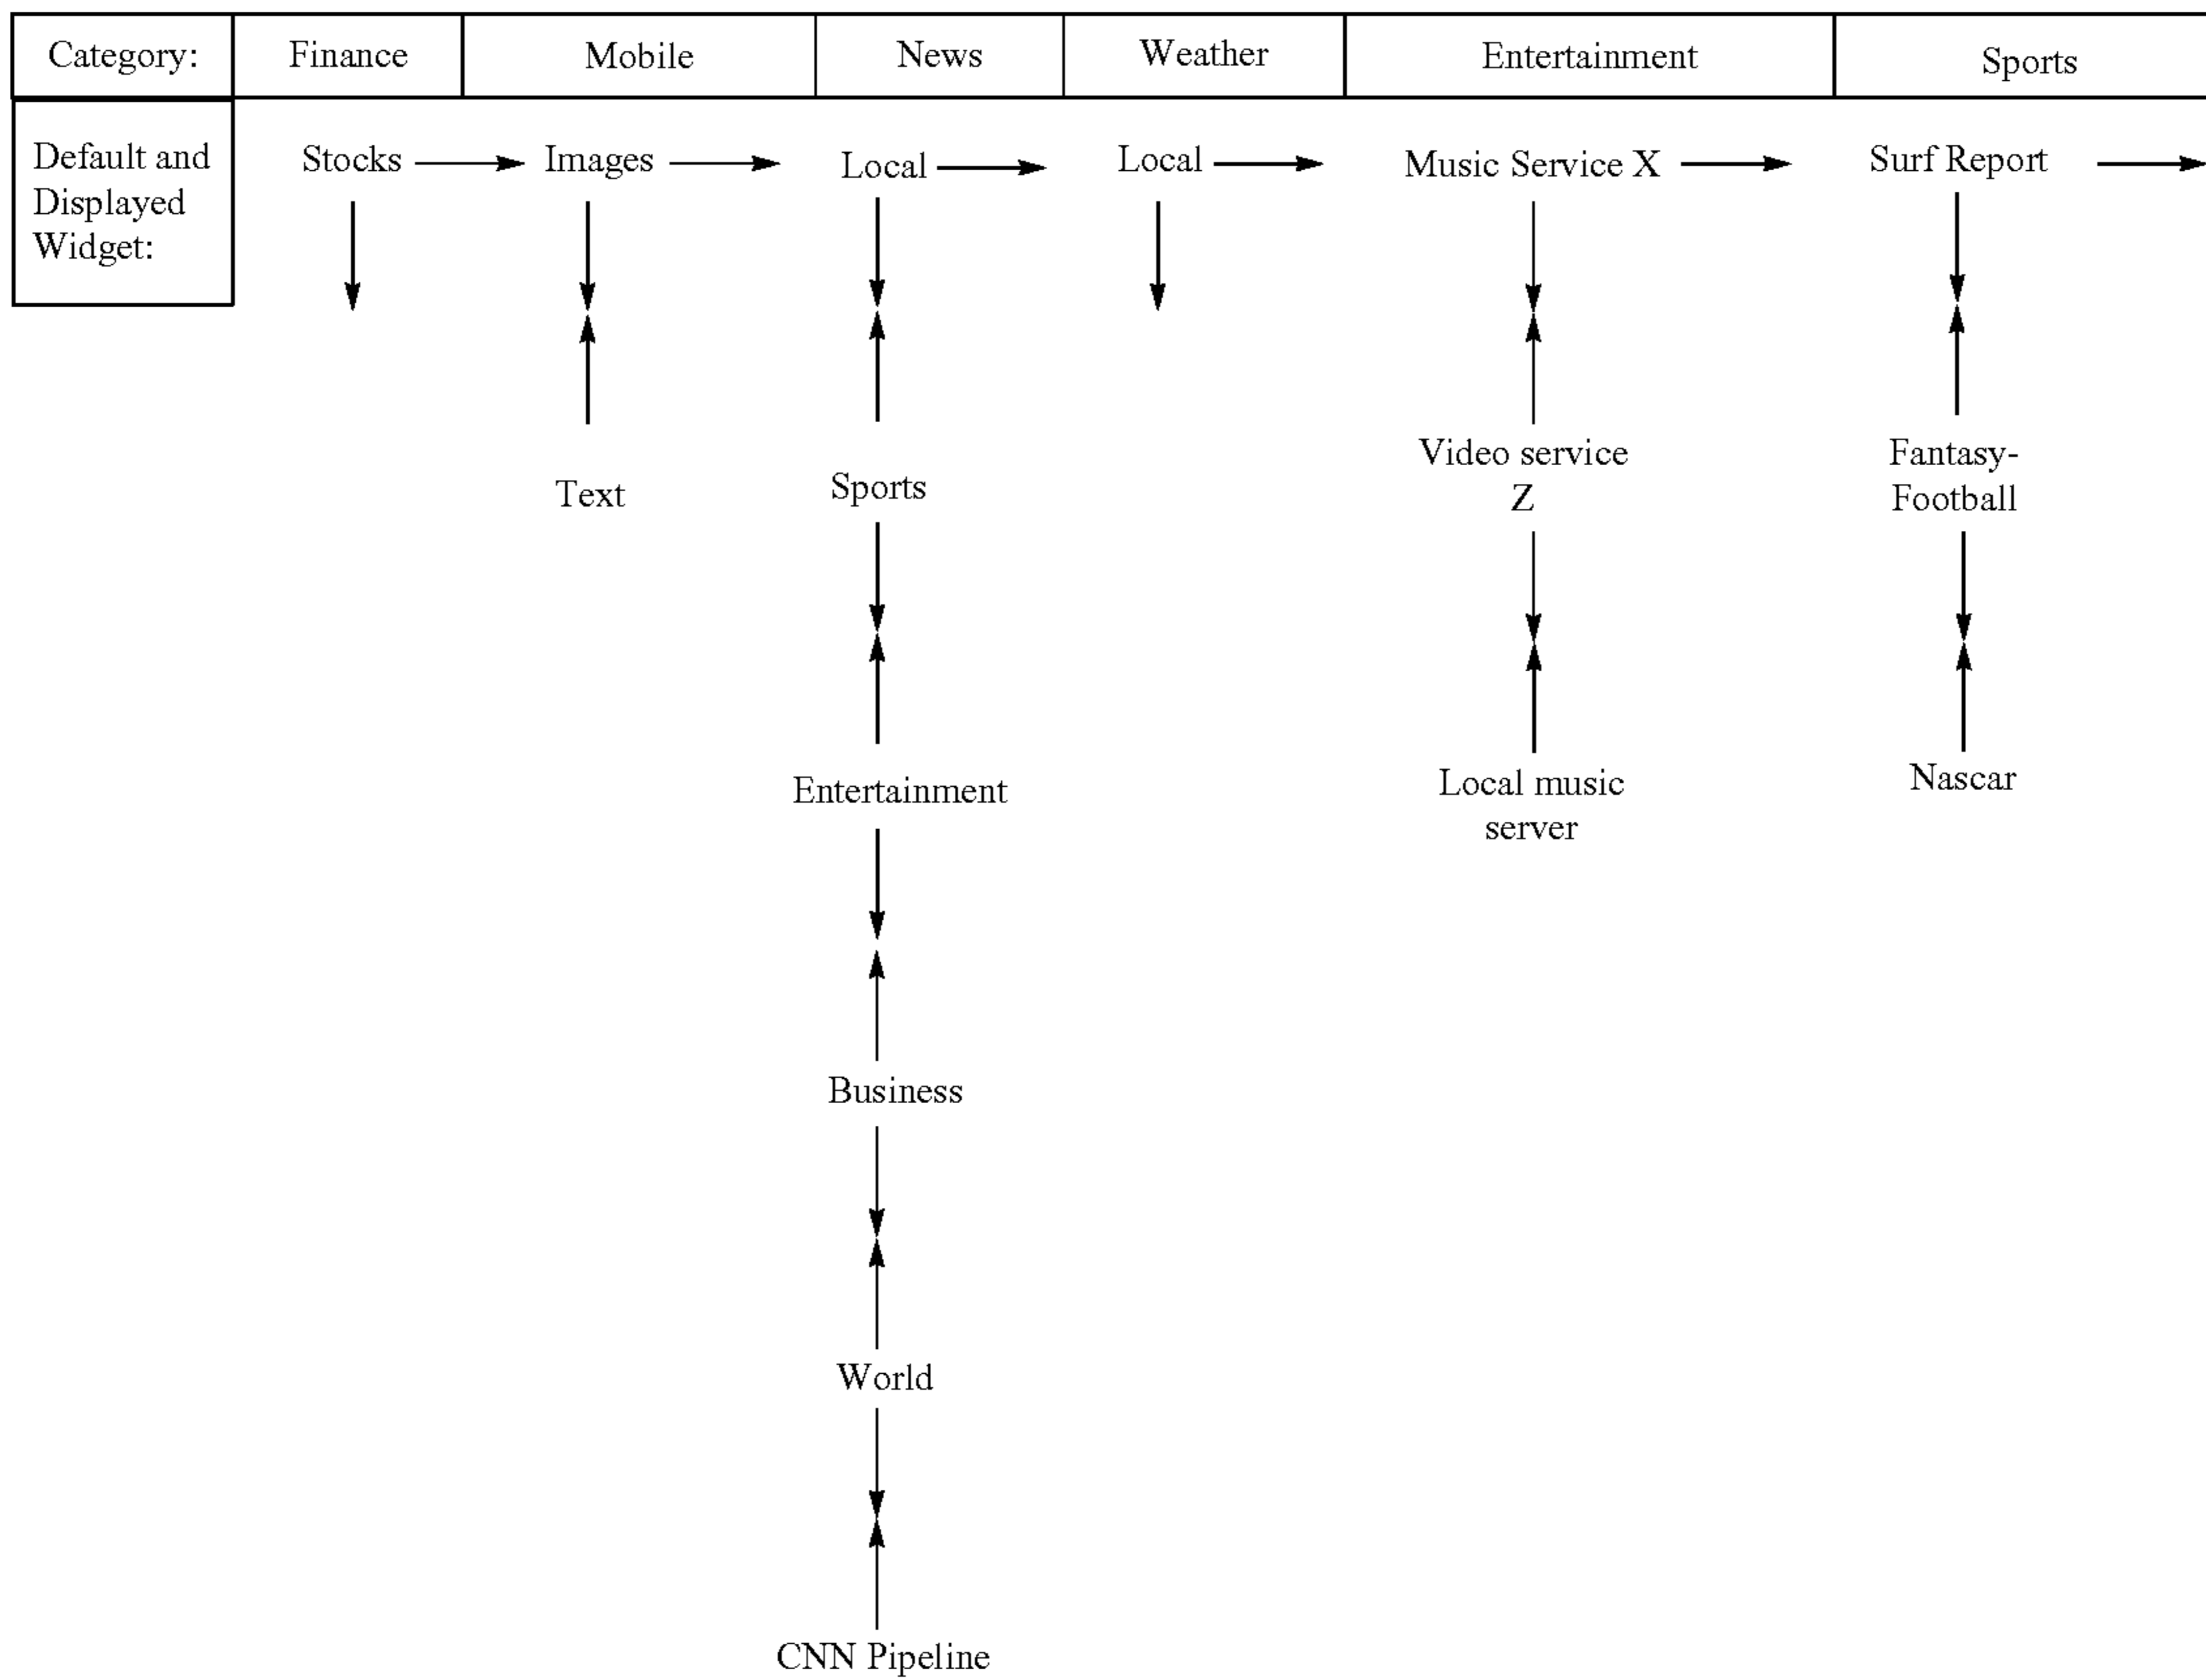 Category:
Finance
Mobile
News
Weather
Entertainment
Sports
Default and
Displayed
Widget:
Stocks
Images
Local
Local
Music Service X
Surf Report
Text
Sports
Video service
Z
Fantasy-
Football
Entertainment
Local music
server
Nascar
Business
World
CNN Pipeline